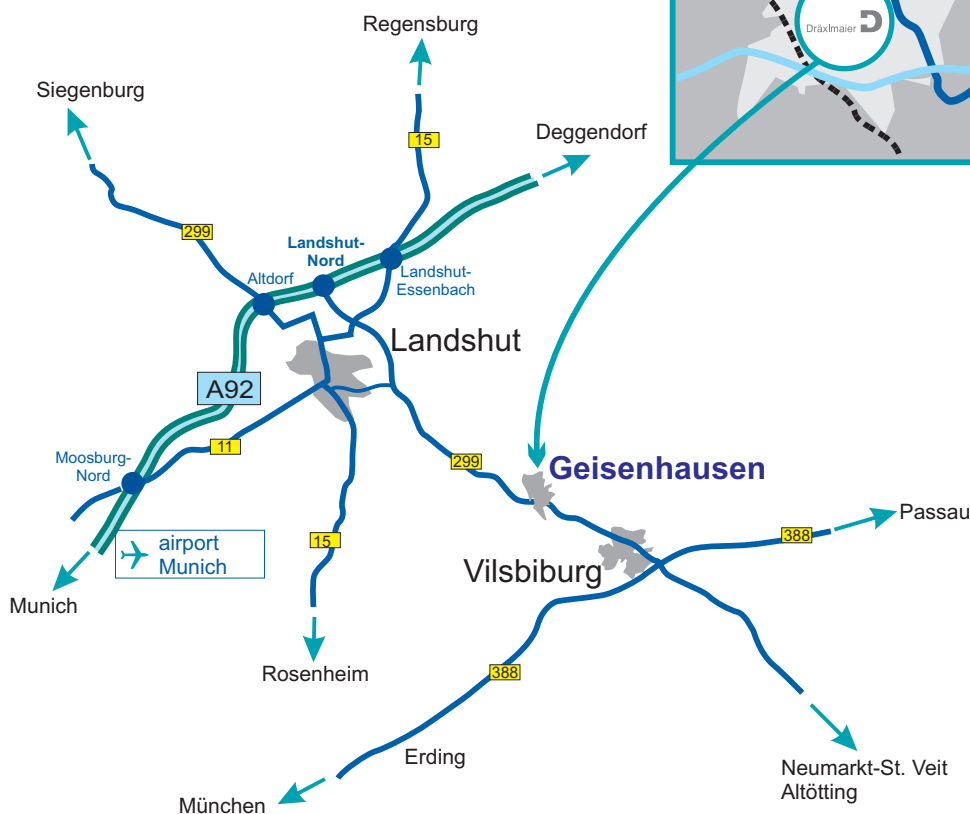 Regensburg
Dräxlmaier
Siegenburg
15
Deggendorf
299
Landshut-
Nord
Altdorf
Landshut-
Essenbach
Landshut
A92
11
Moosburg-
Nord
299
Geisenhausen
Passau
388
15
airport
Munich
Vilsbiburg
Munich
Rosenheim
388
Erding
Neumarkt-St. Veit
Altötting
München